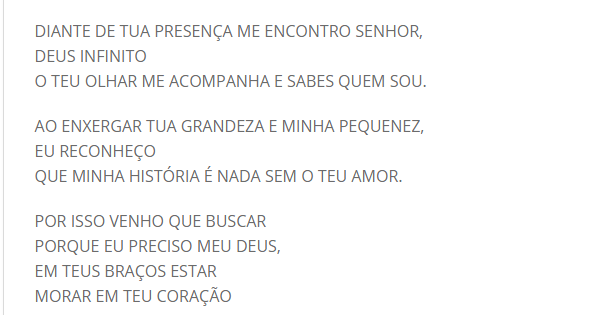 DIANTE DE TUA PRESENÇA ME ENCONTRO SENHOR,
DEUS INFINITO
O TEU OLHAR ME ACOMPANHA E SABES QUEM SOU.
AO ENXERGAR TUA GRANDEZA E MINHA PEQUENEZ,
EU RECONHEÇO
QUE MINHA HISTÓRIA É NADA SEM O TEU AMOR.
POR ISSO VENHO QUE BUSCAR
PORQUE EU PRECISO MEU DEUS,
EM TEUS BRAÇOS ESTAR
MORAR EM TEU CORAÇÃO